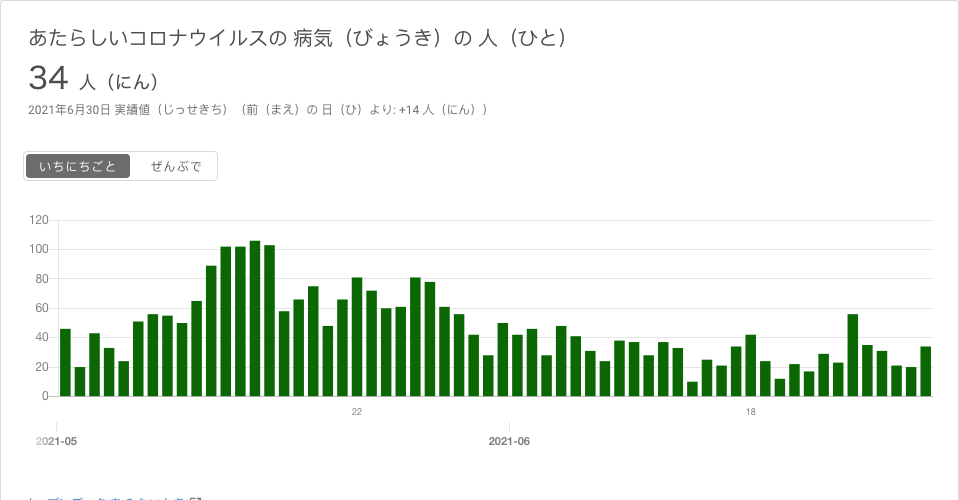 あたらしいコロナウイルスの 病気（びょうき）の 人（ひと）
34 人（にん）
2021年6月30日 実績値（じっせきち）（前（まえ）の 日（ひ）より: +14 人（にん））
いちにちごと ぜんぶで
120
100
80
60
40
20
0
22 18
2021-05 2021-06